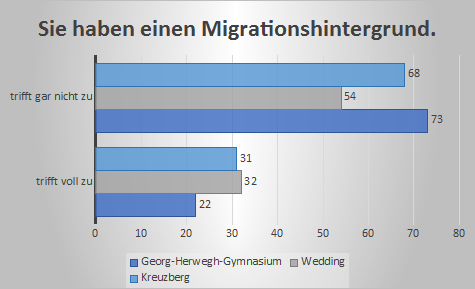 Sie haben einen Migrationshintergrund.
trifft gar nicht zu
68
54
73
trifft voll zu
31
32
22
0 10 20 30 40 50 60 70 80
Georg-Herwegh-Gymnasium Wedding
Kreuzberg